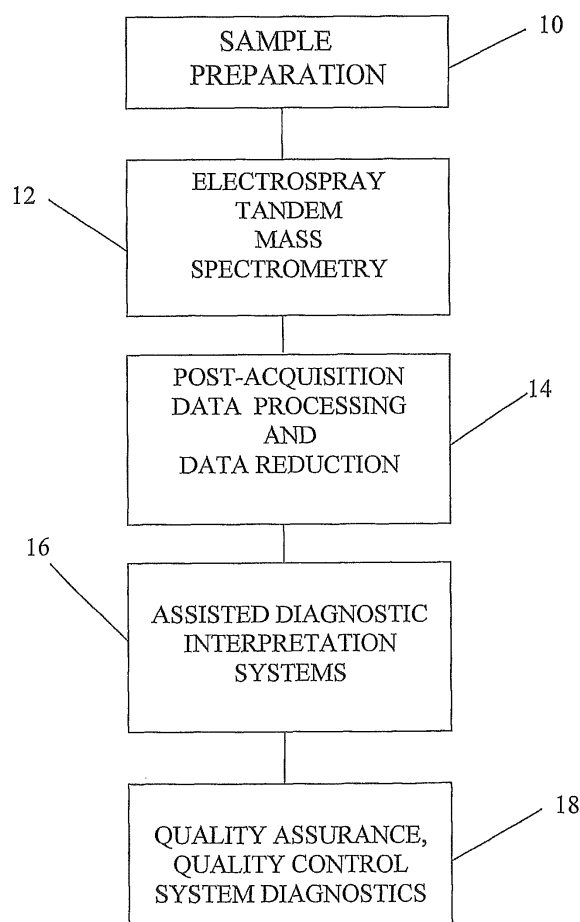 10
SAMPLE
PREPARATION
12
ELECTROSPRAY
TANDEM
MASS
SPECTROMETRY
14
POST-ACQUISITION
DATA PROCESSING
AND
DATA REDUCTION
16
ASSISTED DIAGNOSTIC
INTERPRETATION
SYSTEMS
18
QUALITY ASSURANCE,
QUALITY CONTROL
SYSTEM DIAGNOSTICS